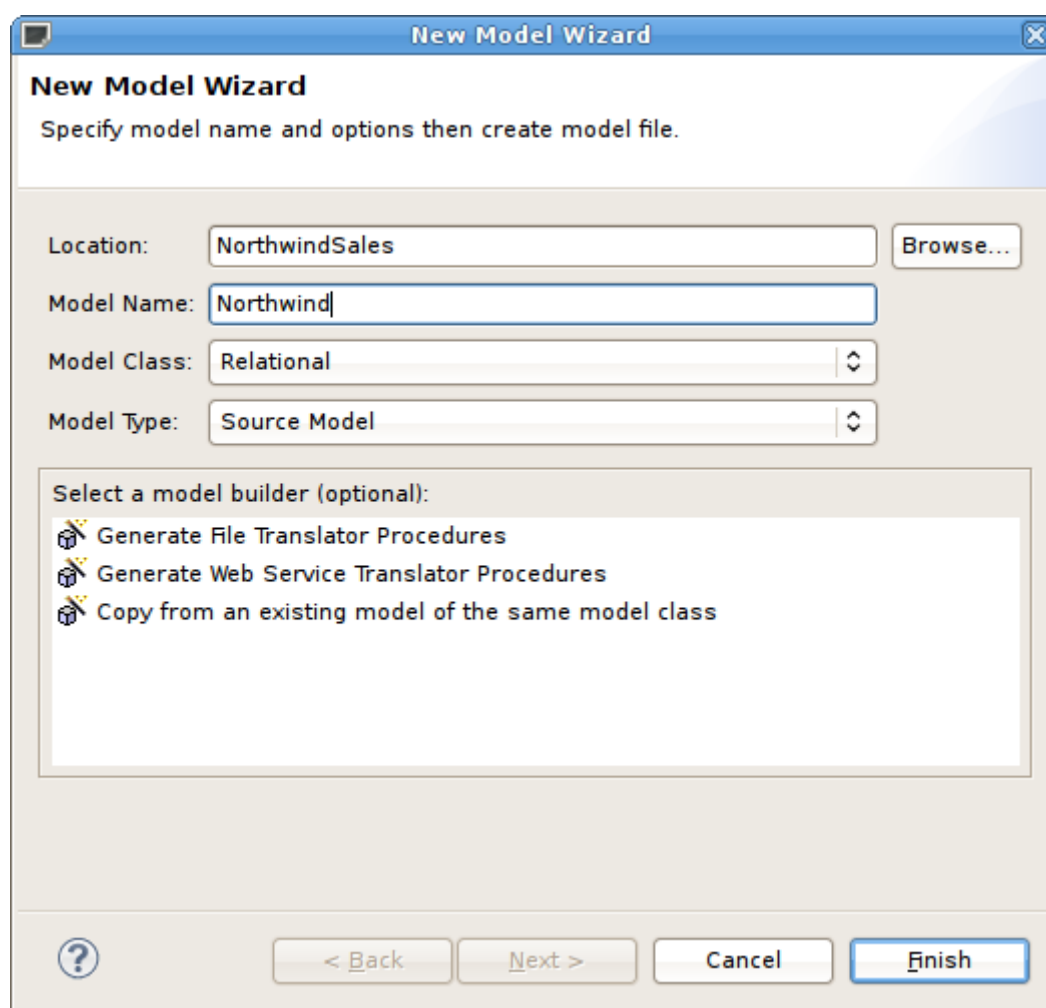 New Model Wizard
New Model Wizard
Specify model name and options then create model file.
Location: NorthwindSales Browse...
Model Name: Northwind
Model Class: Relational
Model Type: Source Model
Select a model builder (optional):
Generate File Translator Procedures
Generate Web Service Translator Procedures
Copy from an existing model of the same model class
? < Back Next > Cancel Finish